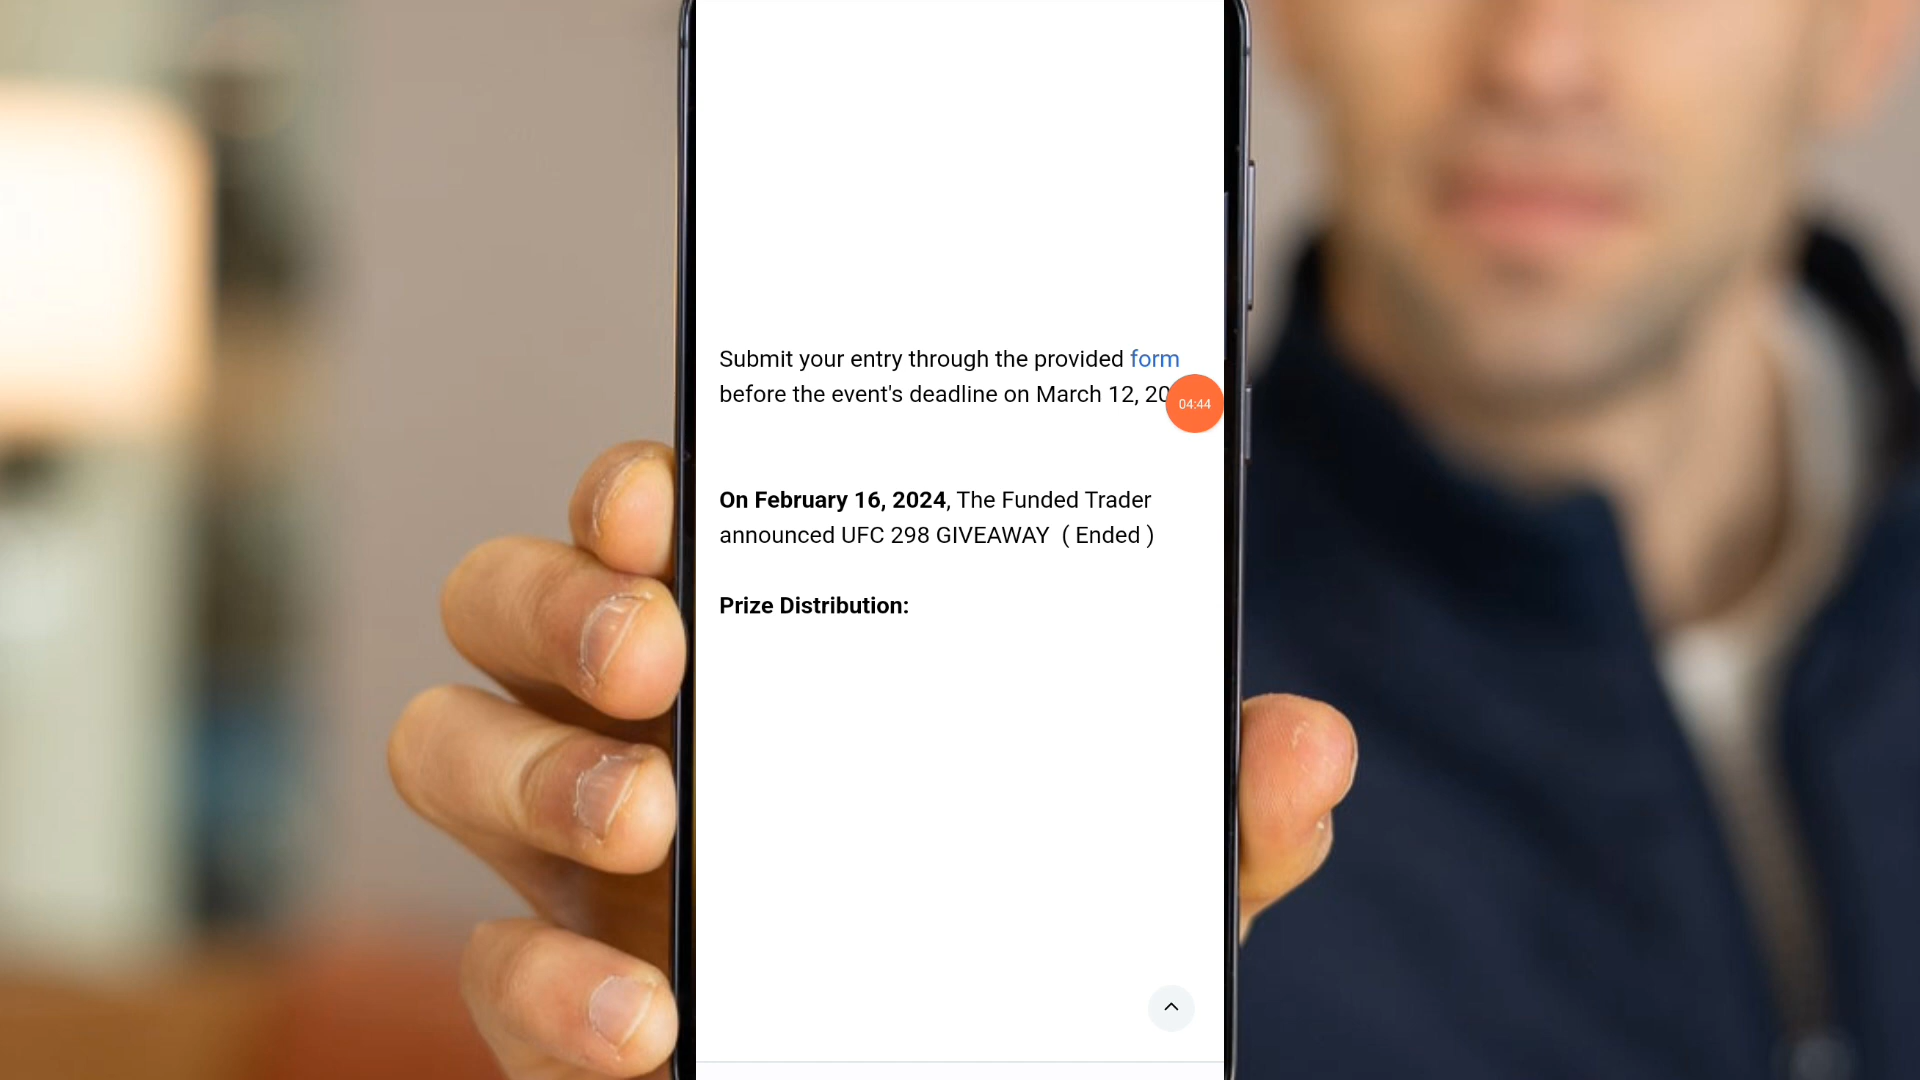 Submit your entry through the provided form
before the event's deadline on March 12, 20
04:44
On February 16, 2024, The Funded Trader
announced UFC 298 GIVEAWAY ( Ended )
Prize Distribution: